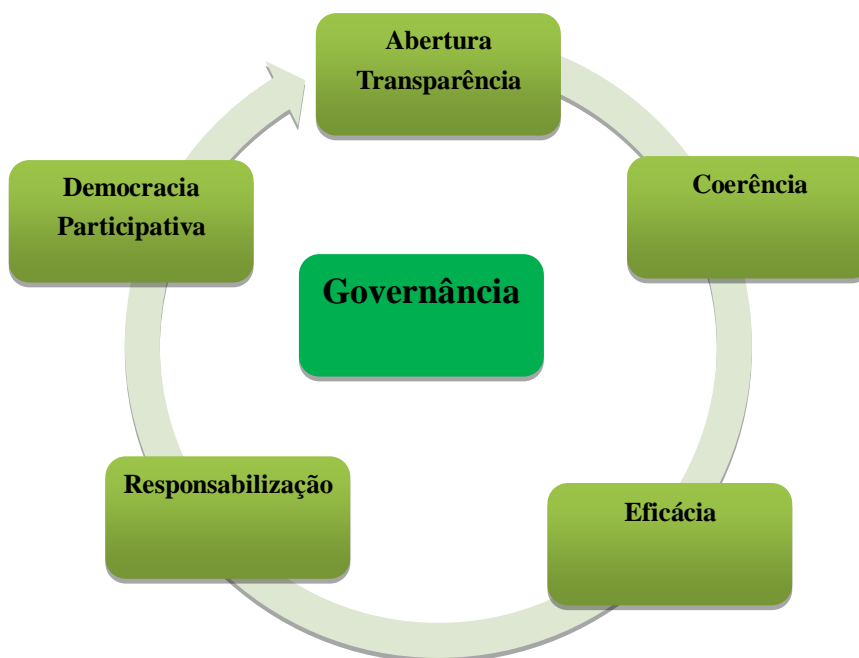 Abertura
Transparência
Coerência
Democracia
Participativa
Governância
Responsabilização
Eficácia